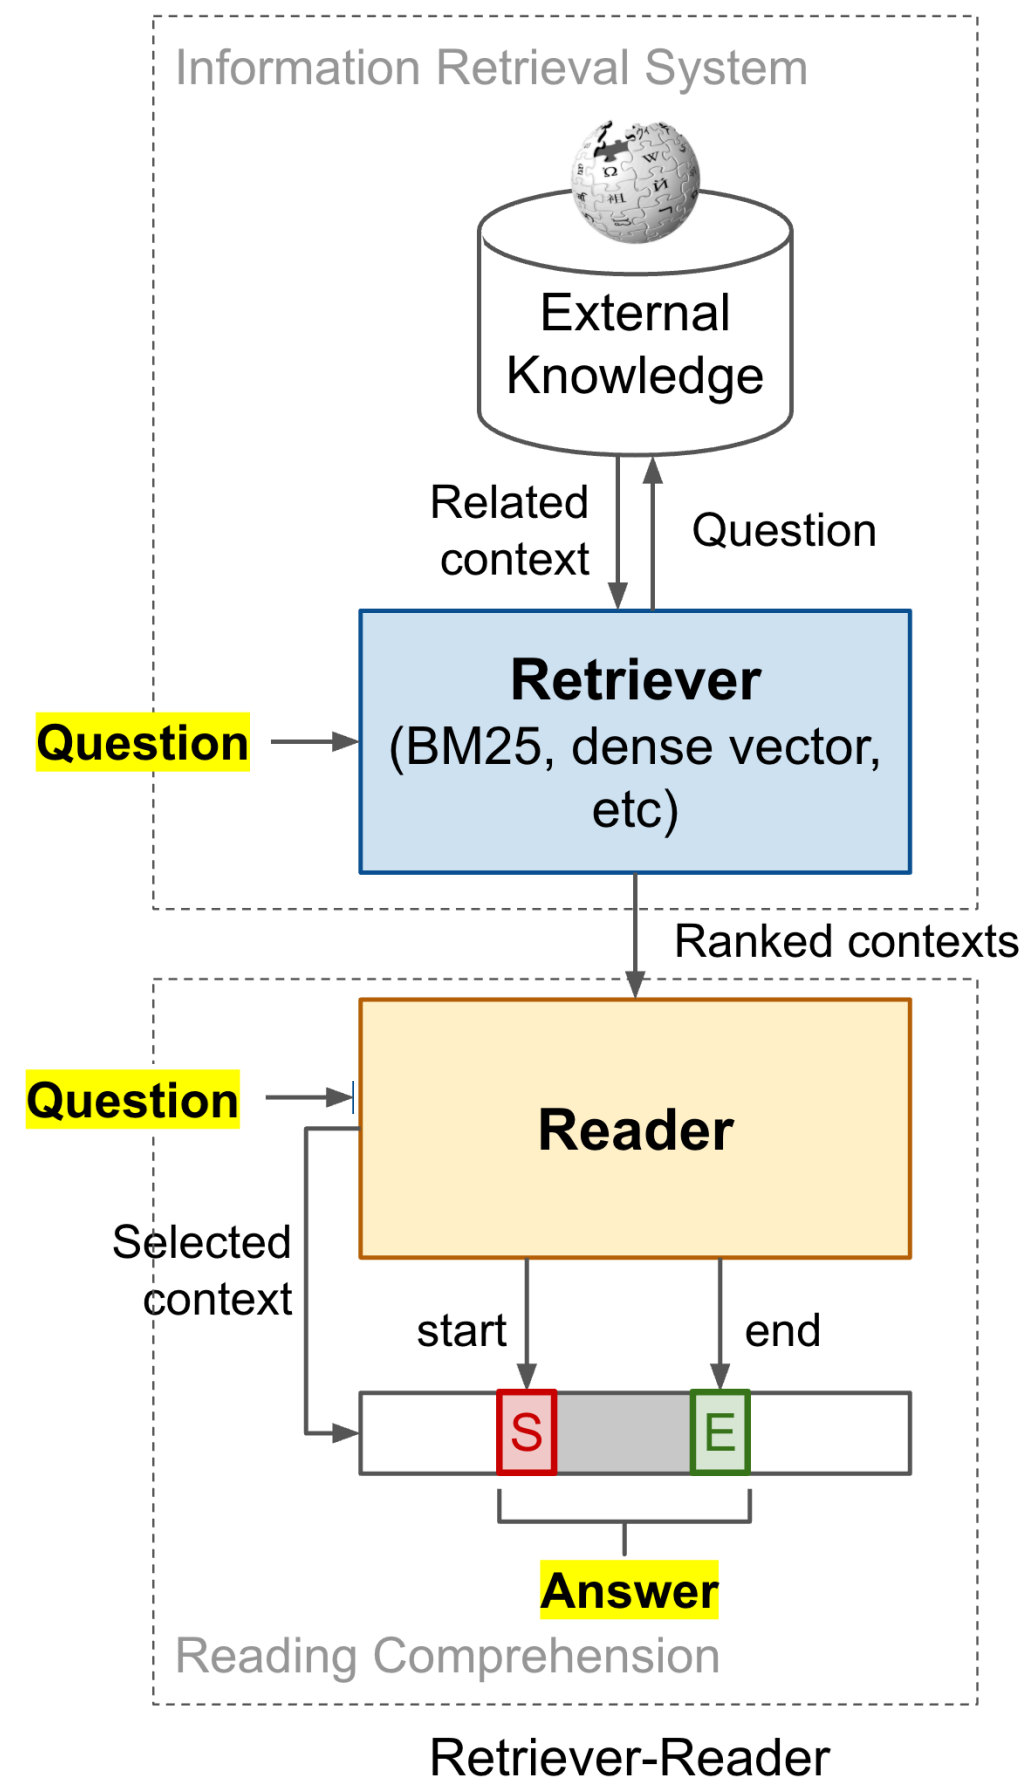 Information Retrieval System
External
Knowledge
Related
context
Question
Retriever
(BM25, dense vector,
etc)
Question
Ranked contexts
Question
Reader
Selected
context
start
end
S
E
Answer
Reading Comprehension
Retriever-Reader